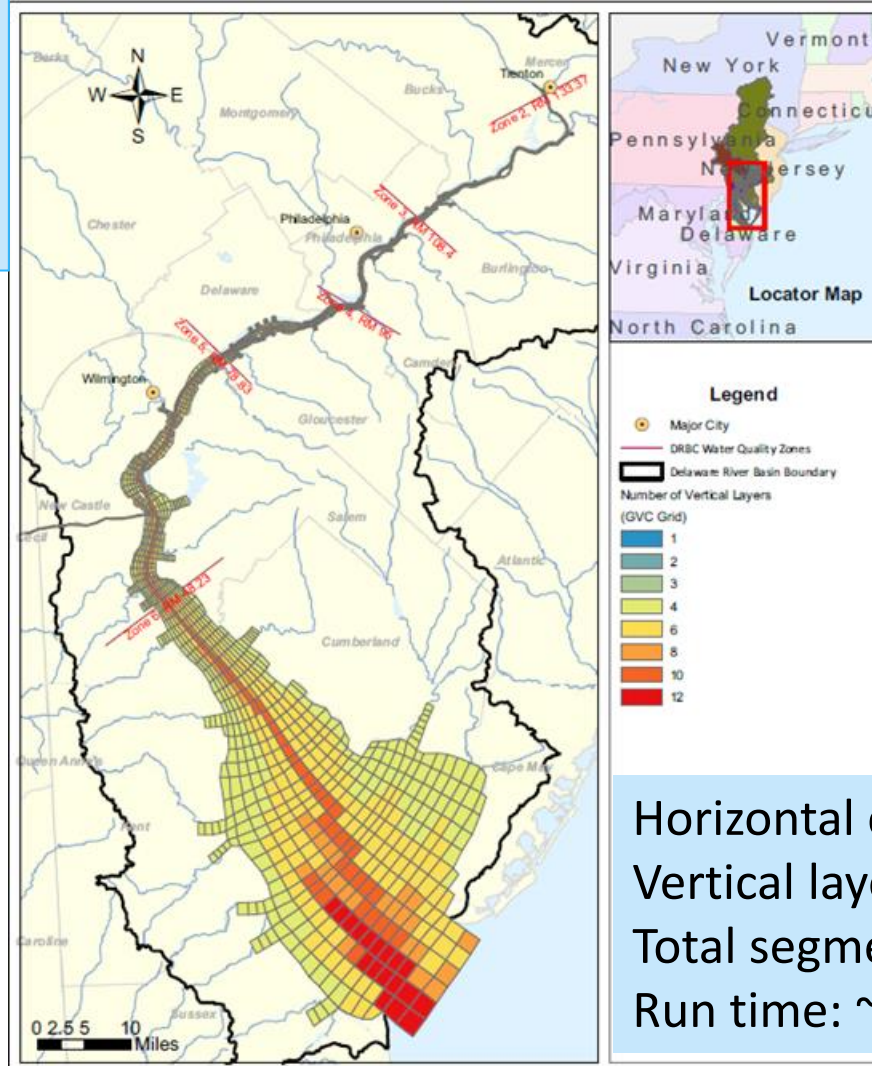 N
W E
S
Berks
Mercer
Trenton
Bucks
Zone 2, RM 133.37
Montgomery
Zone 3, RM 108.4
Philadelphia
Philadelphia
Chester
Burlington
Delaware
Zone 4, RM 95
Zone 5, RM 78.83
Camden
Wilmington
Gloucester
New Castle
Salem
Cecil
Atlantic
Zone 6, RM 48.23
Cumberland
Queen Anne's
Cape May
Kent
Caroline
Sussex
0 2.5 5 10
Miles
Vermont
New York
Connecticu
Pennsylvania
New Jersey
Maryland
Delaware
Virginia
Locator Map
North Carolina
Legend
Major City
DRBC Water Quality Zones
Delaware River Basin Boundary
Number of Vertical Layers
(GVC Grid)
1
2
3
4
6
8
10
12
Horizontal
Vertical lay
Total segme
Run time: ~